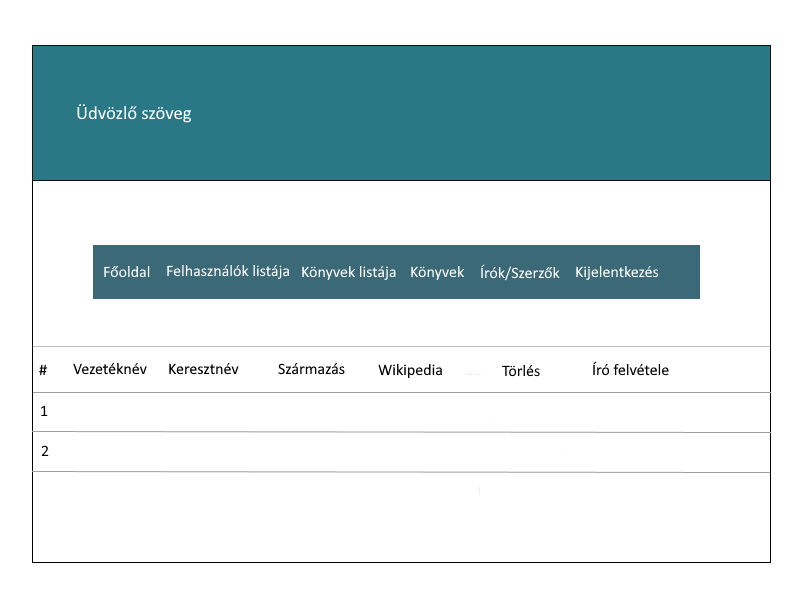 Üdvözlő szöveg
Főoldal Felhasználók listája Könyvek listája Könyvek Írók/Szerzők Kijelentkezés
# Vezetéknév Keresztnév Származás Wikipedia Törlés Író felvétele
1
2